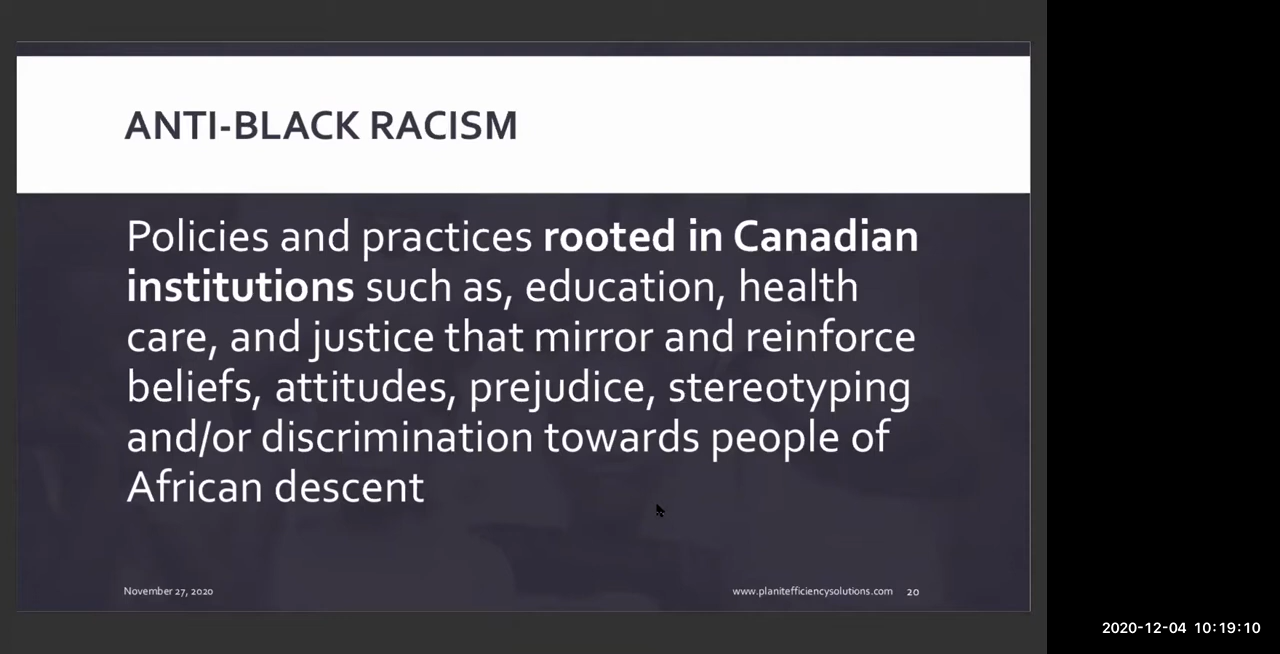 ANTI-BLACK RACISM
Policies and practices rooted in Canadian
institutions such as, education, health
care, and justice that mirror and reinforce
beliefs, attitudes, prejudice, stereotyping
and/or discrimination towards people of
African descent
November 27, 2020
www.planitefficiencysolutions.com 20
2020-12-04 10:19:10